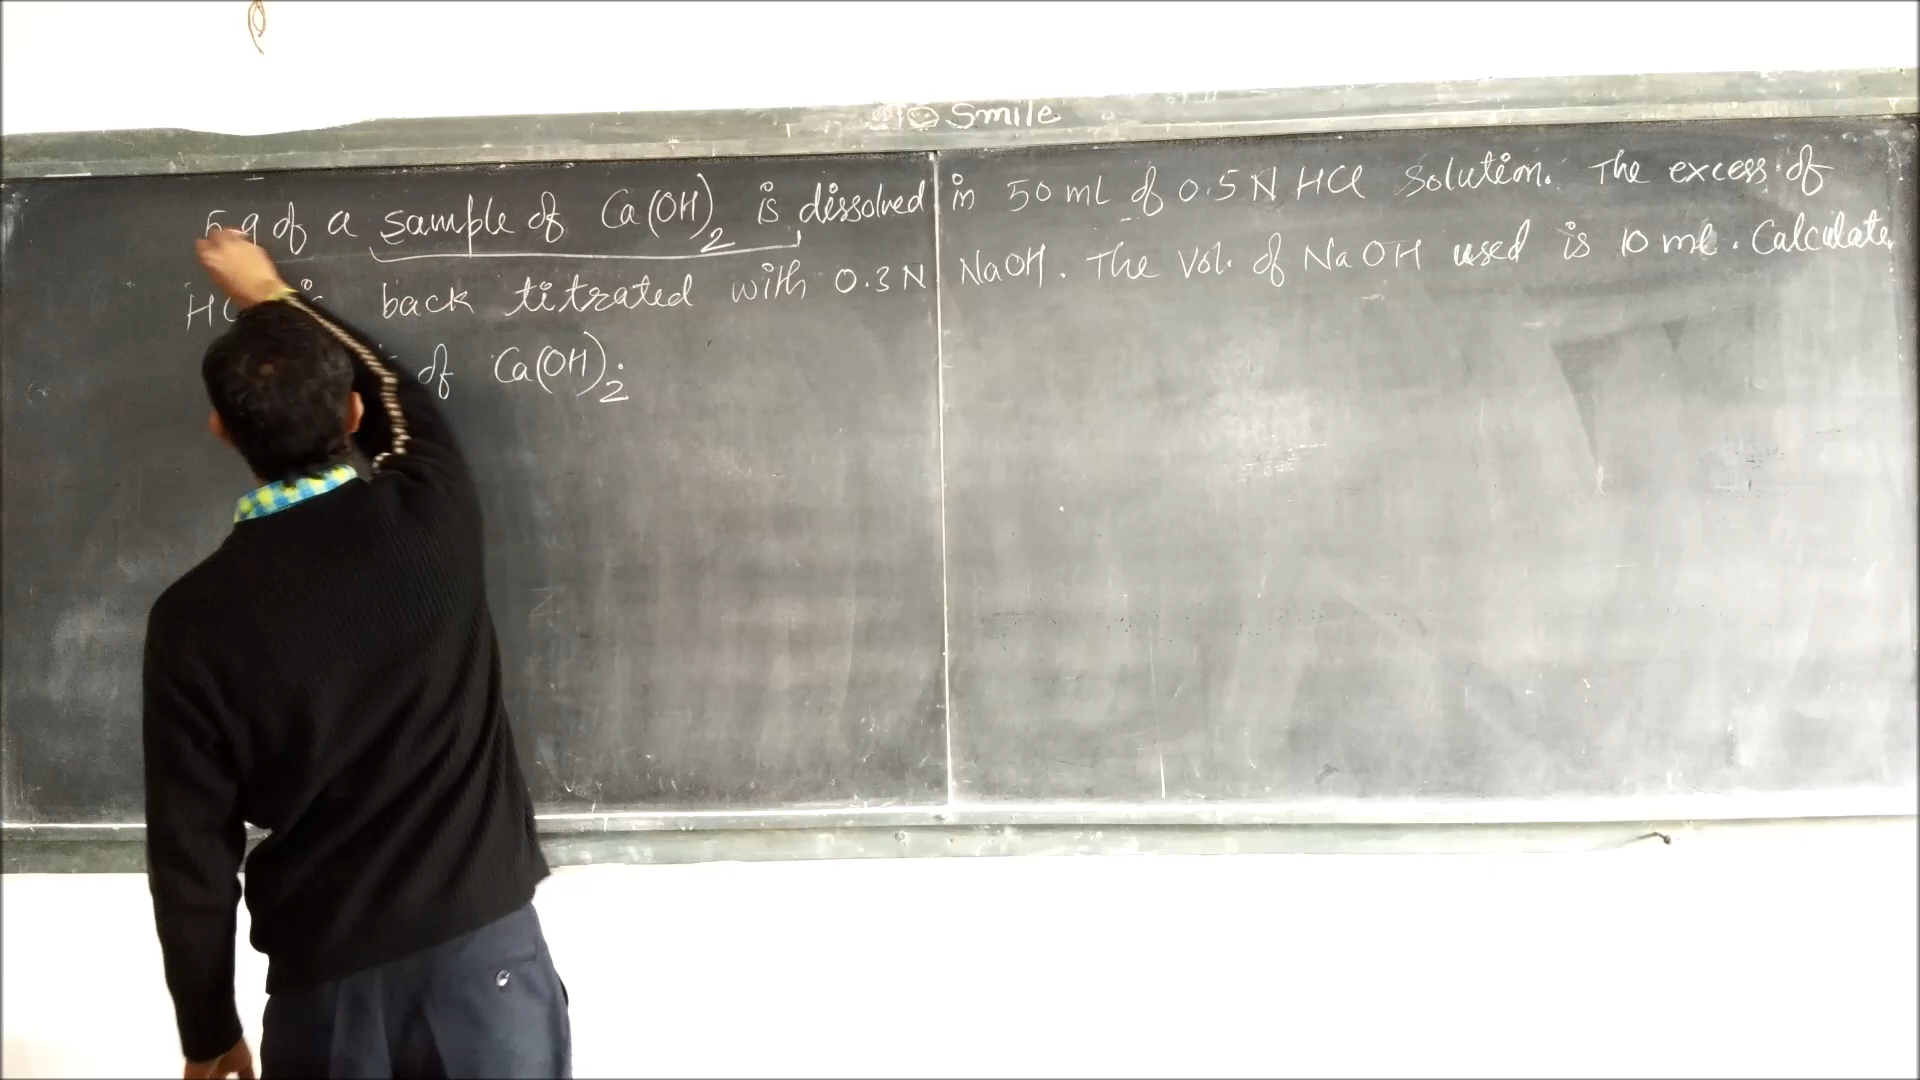 Smile
g of a sample of Ca(OH)2 is dissolved in 50 ml of 0.5 N HCl solution. The excess of
back titrated with 0.3 N NaOH. The Vol. of NaOH used is 10 ml. Calculate
of Ca(OH)2.